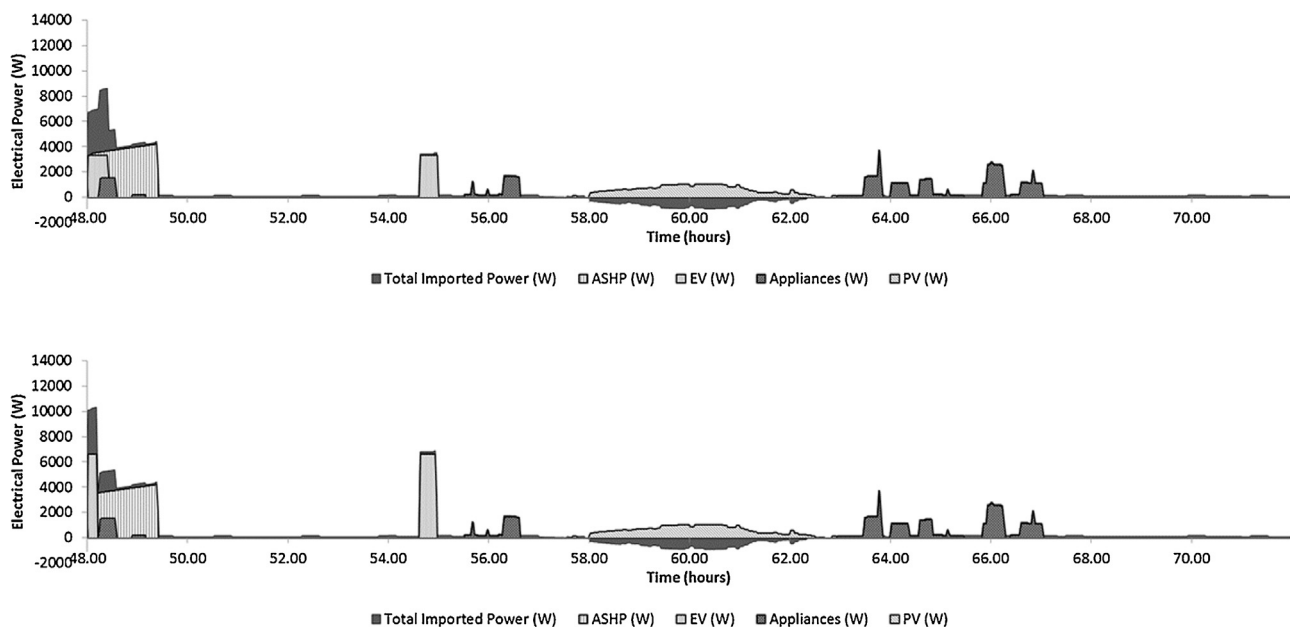 14000
12000
10000
8000
6000
4000
2000
0
-2000
Electrical Power (W)
48.00 50.00 52.00 54.00 56.00 58.00 60.00 62.00 64.00 66.00 68.00 70.00
Time (hours)
Total Imported Power (W) ASHP (W) EV (W) Appliances (W) PV (W)
14000
12000
10000
8000
6000
4000
2000
0
-2000
Electrical Power (W)
48.00 50.00 52.00 54.00 56.00 58.00 60.00 62.00 64.00 66.00 68.00 70.00
Time (hours)
Total Imported Power (W) ASHP (W) EV (W) Appliances (W) PV (W)